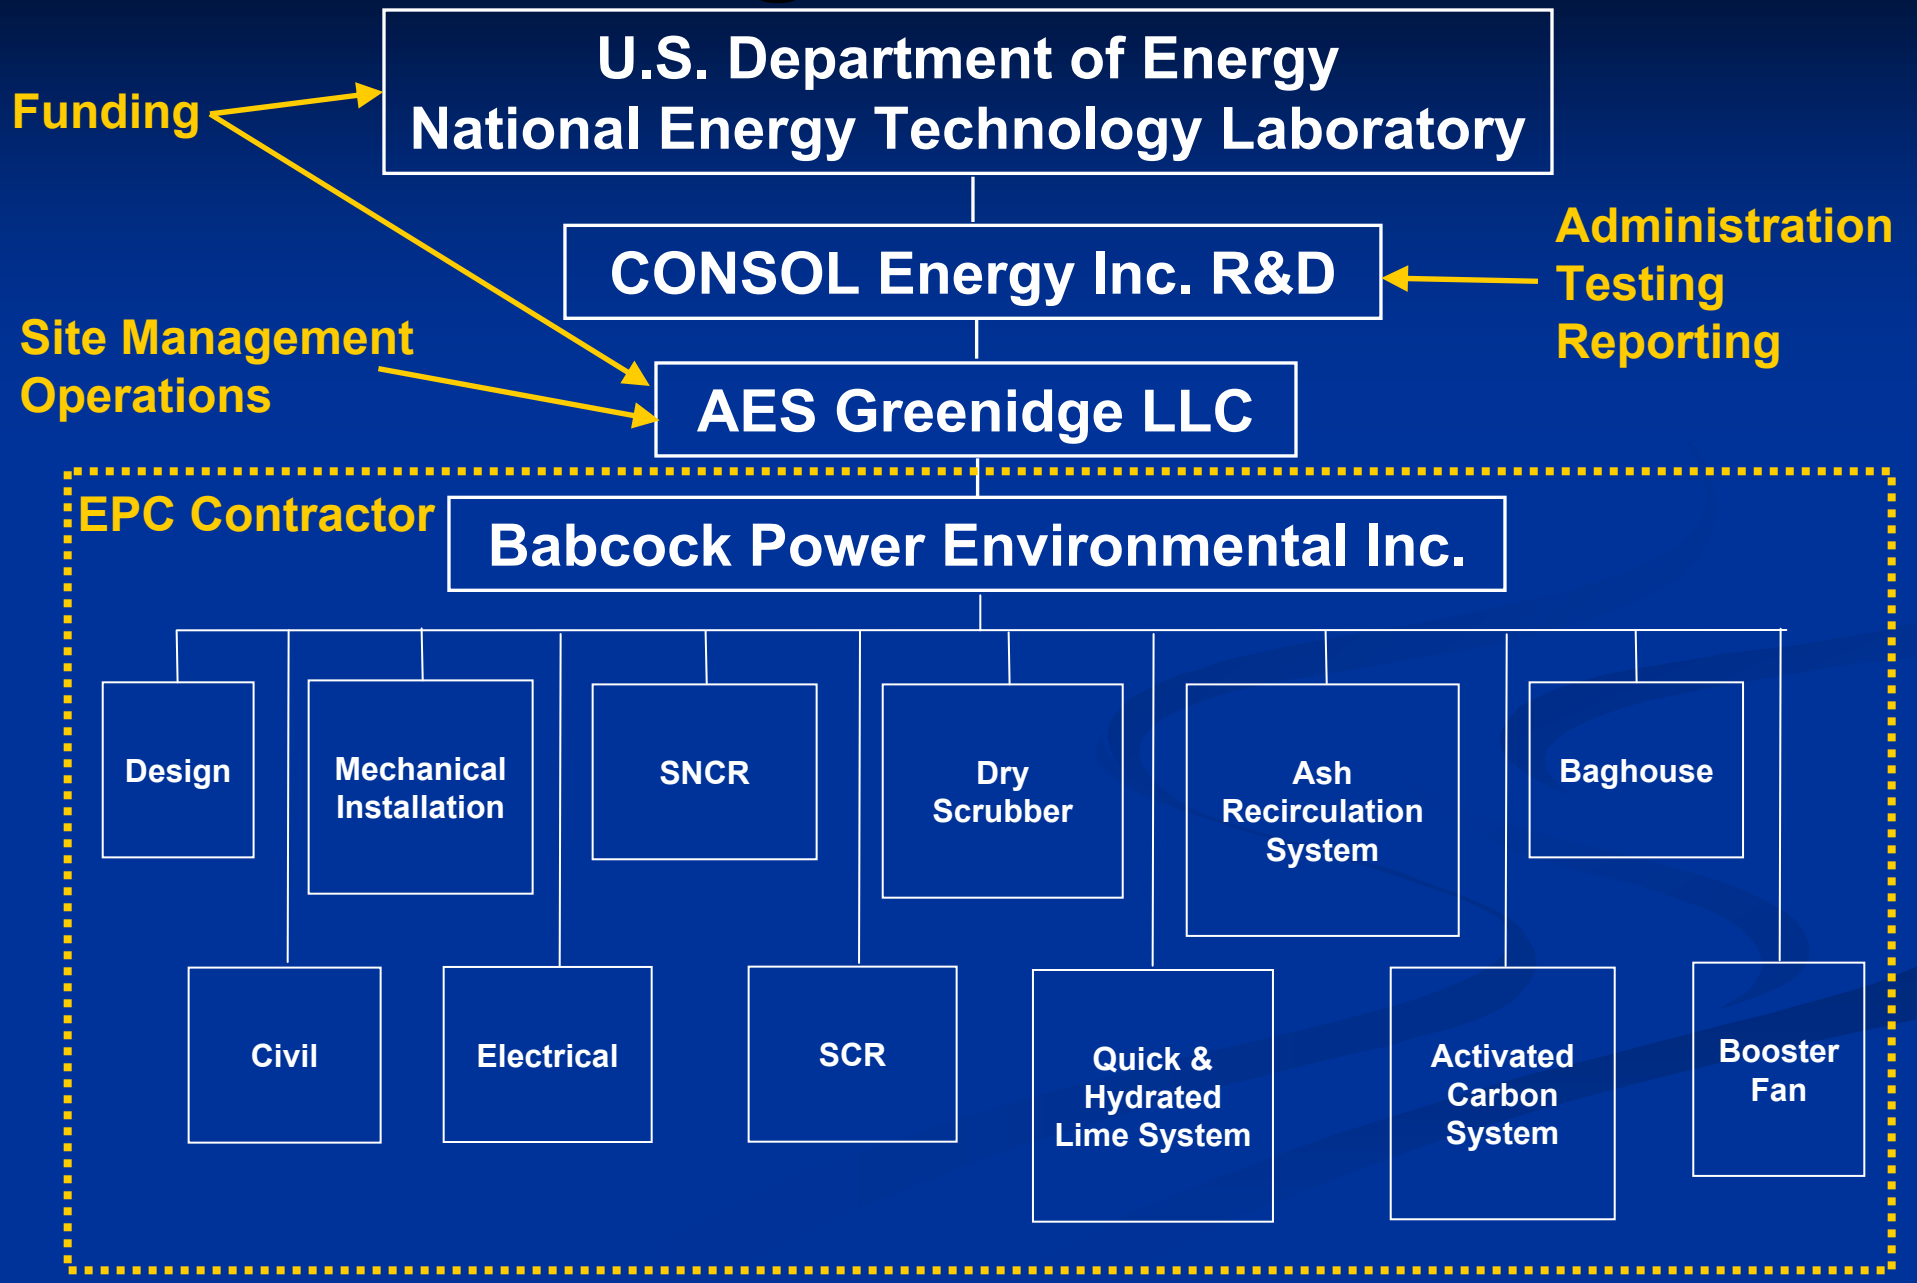 U.S. Department of Energy
National Energy Technology Laboratory
Funding
CONSOL Energy Inc. R&D
Administration
Testing
Reporting
Site Management
Operations
AES Greenidge LLC
EPC Contractor
Babcock Power Environmental Inc.
Design
Mechanical
Installation
SNCR
Dry
Scrubber
Ash
Recirculation
System
Baghouse
Civil
Electrical
SCR
Quick &
Hydrated
Lime System
Activated
Carbon
System
Booster
Fan